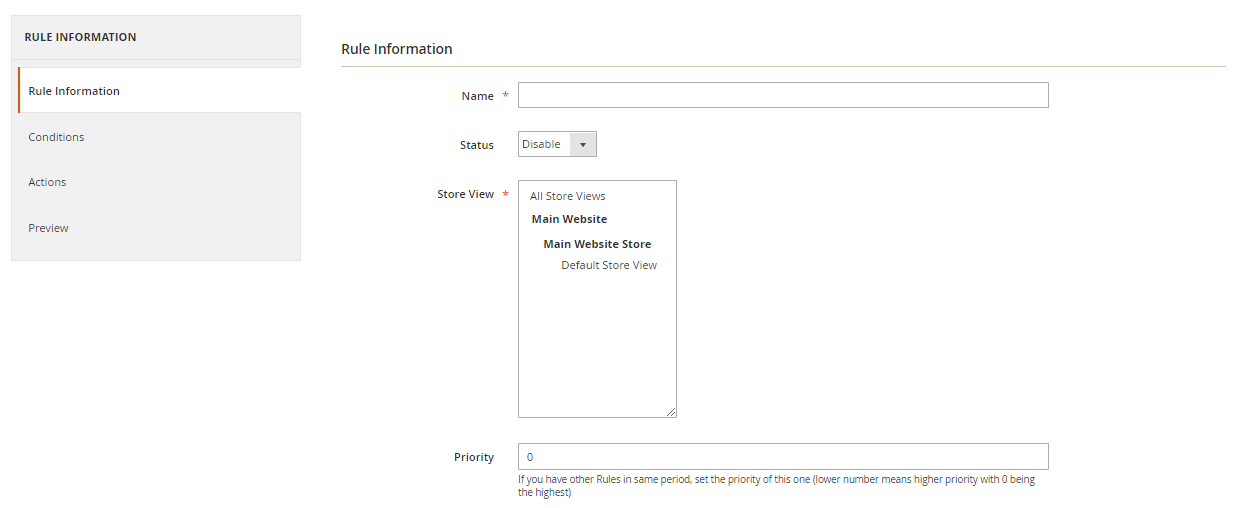 RULE INFORMATION
Rule Information
Conditions
Actions
Preview
Rule Information
Name *
Status Disable
Store View *
All Store Views
Main Website
Main Website Store
Default Store View
Priority 0
If you have other Rules in same period, set the priority of this one (lower number means higher priority with 0 being
the highest)